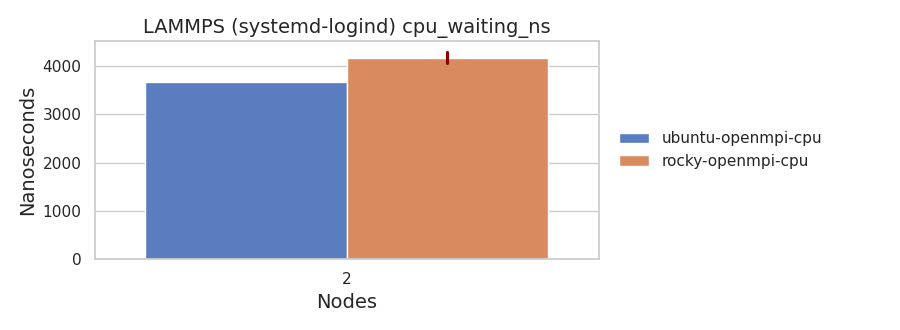 LAMMPS (systemd-logind) cpu_waiting_ns
Nanoseconds
4000
3000
2000
1000
0
2
Nodes
ubuntu-openmpi-cpu
rocky-openmpi-cpu